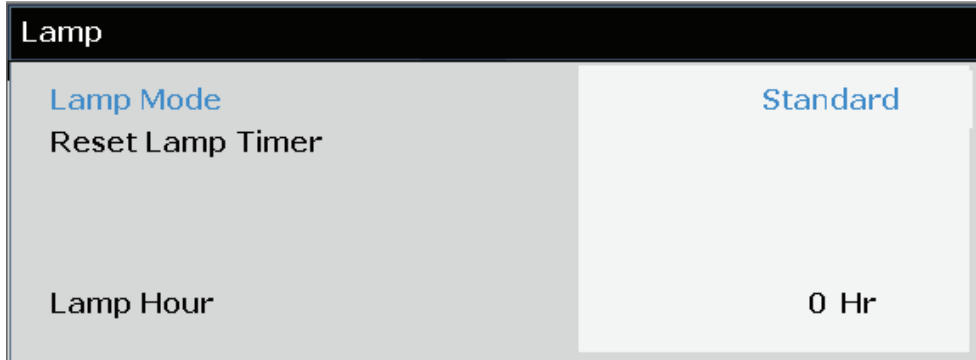 Lamp
Lamp Mode Standard
Reset Lamp Timer
Lamp Hour 0 Hr